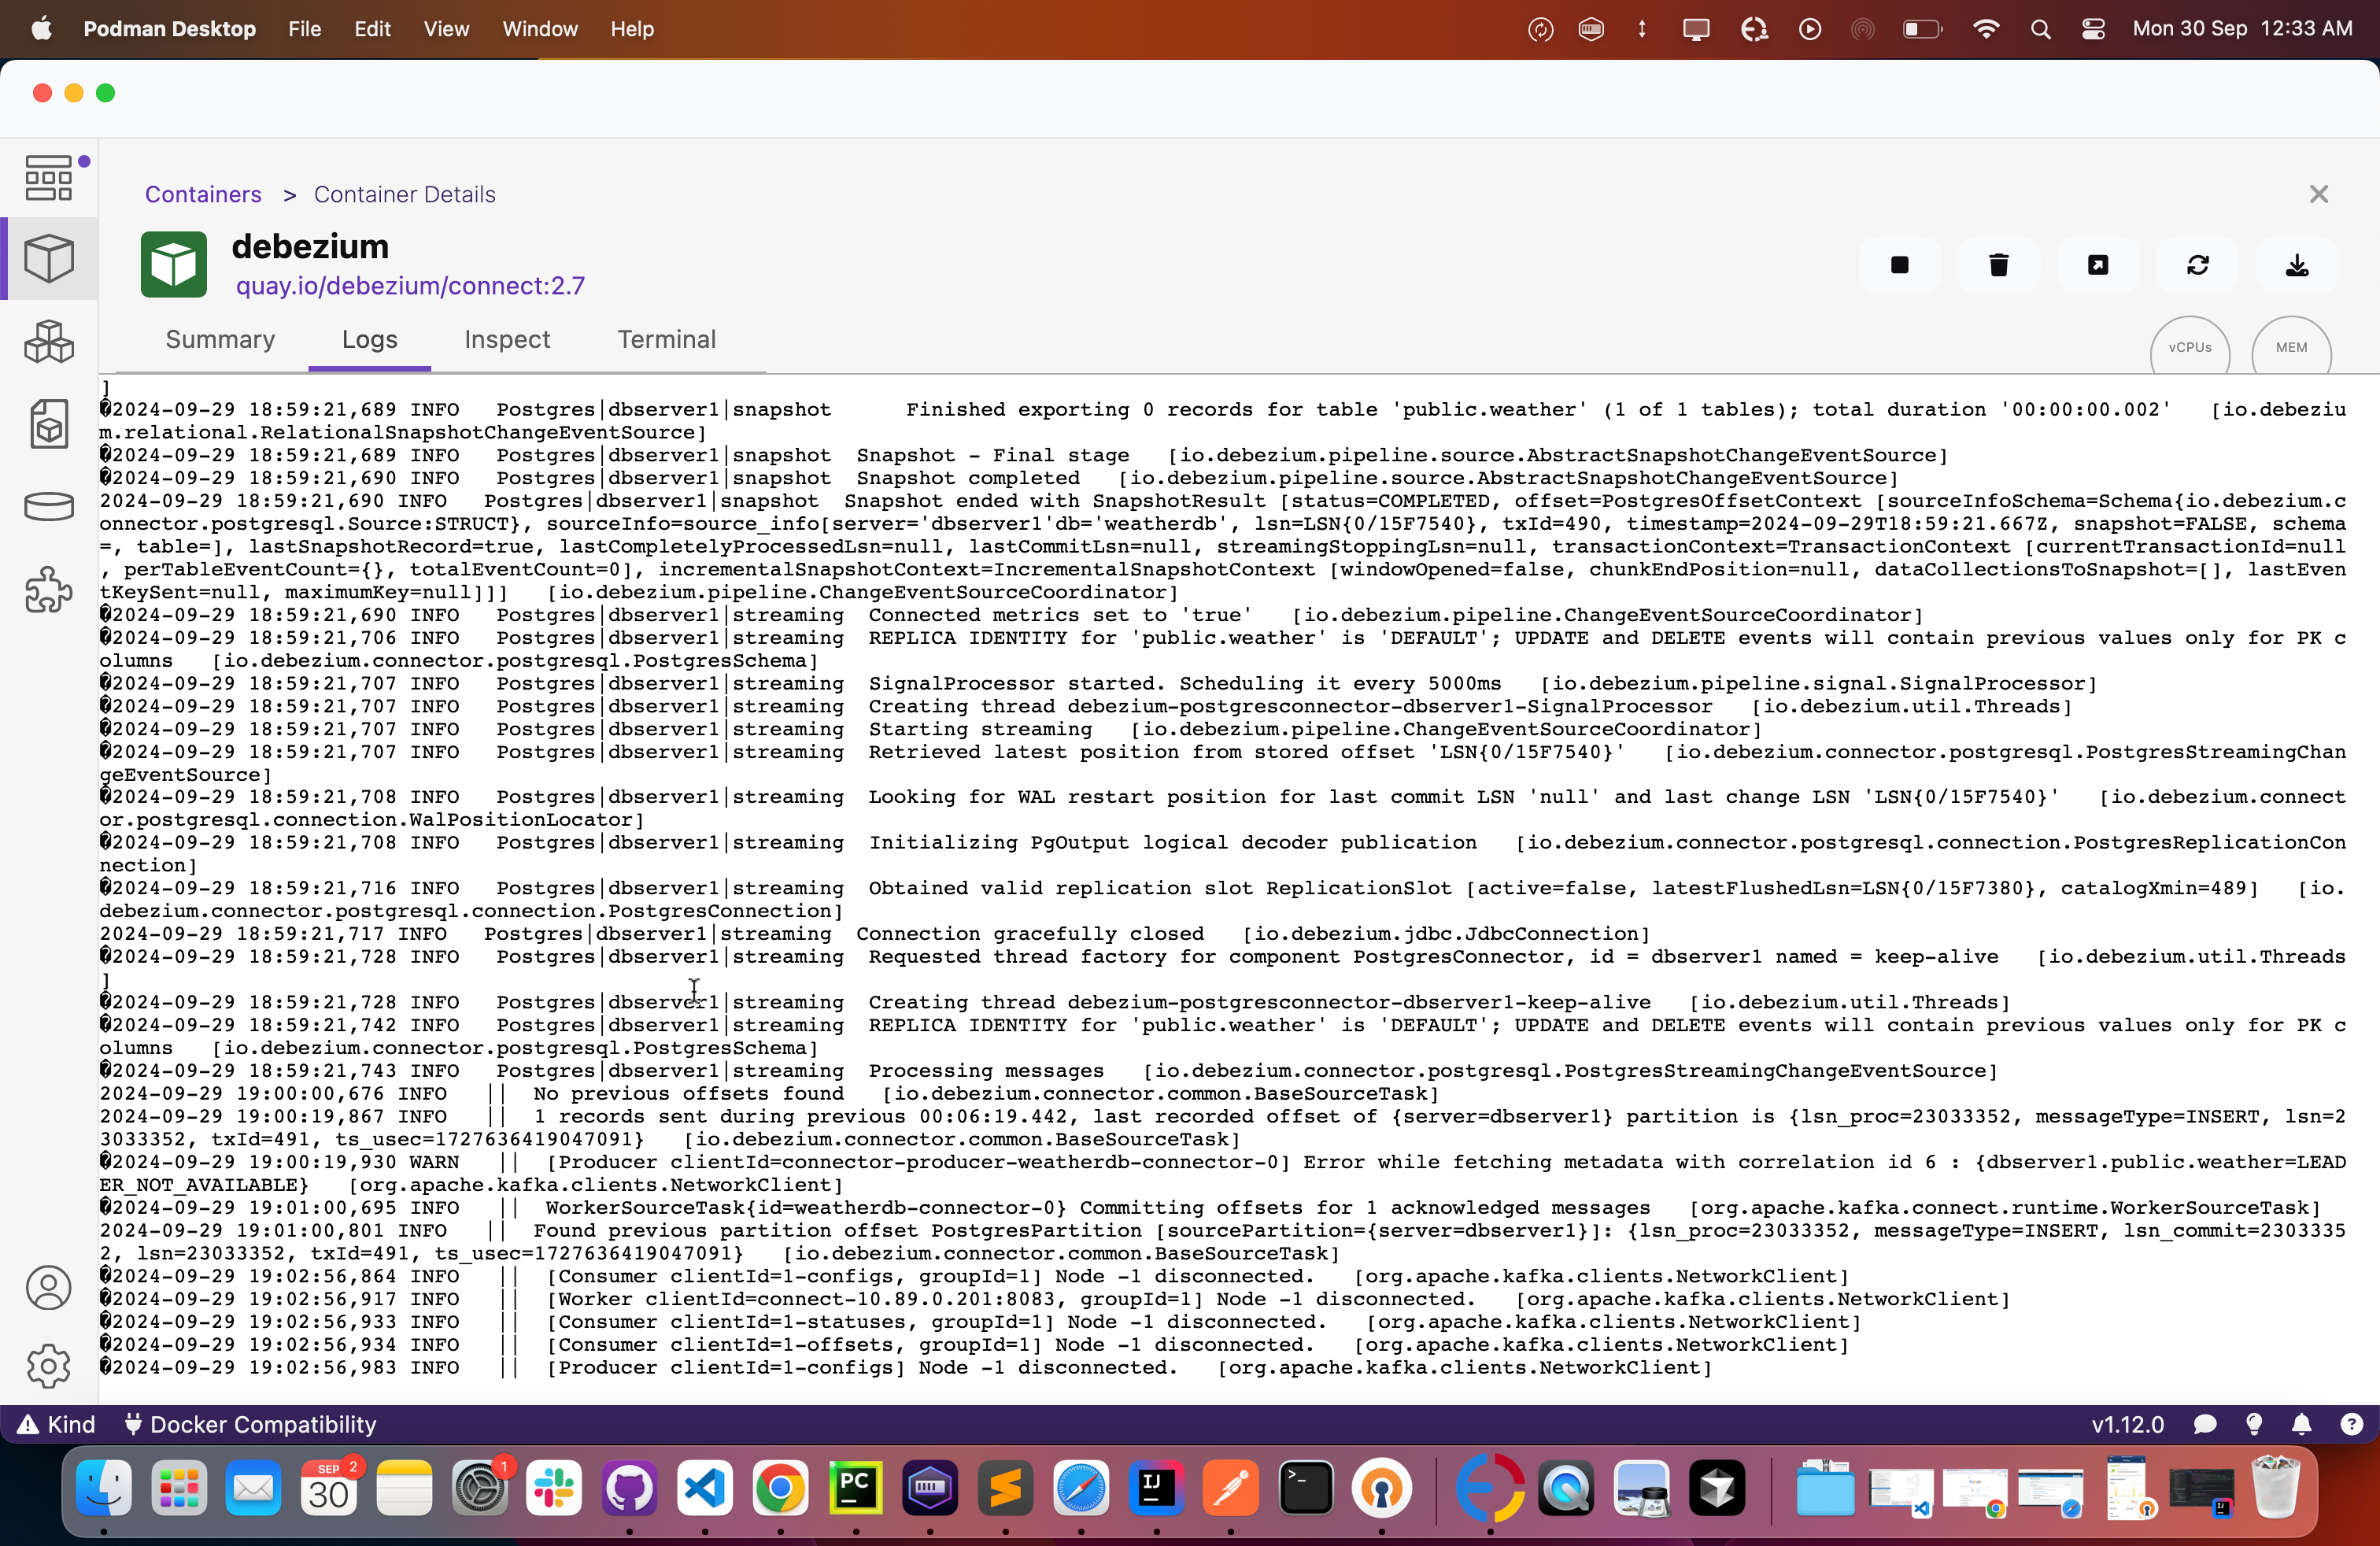 Podman Desktop File Edit View Window Help Mon 30 Sep 12:33 AM
Containers > Container Details
debezium
quay.io/debezium/connect:2.7
Summary Logs Inspect Terminal
vCPUs MEM
]
�2024-09-29 18:59:21,689 INFO   Postgres|dbserver1|snapshot      Finished exporting 0 records for table 'public.weather' (1 of 1 tables); total duration '00:00:00.002'   [io.debeziu
m.relational.RelationalSnapshotChangeEventSource]
�2024-09-29 18:59:21,689 INFO   Postgres|dbserver1|snapshot  Snapshot - Final stage   [io.debezium.pipeline.source.AbstractSnapshotChangeEventSource]
�2024-09-29 18:59:21,690 INFO   Postgres|dbserver1|snapshot  Snapshot completed   [io.debezium.pipeline.source.AbstractSnapshotChangeEventSource]
2024-09-29 18:59:21,690 INFO   Postgres|dbserver1|snapshot  Snapshot ended with SnapshotResult [status=COMPLETED, offset=PostgresOffsetContext [sourceInfoSchema=Schema{io.debezium.c
onnector.postgresql.Source:STRUCT}, sourceInfo=source_info[server='dbserver1'db='weatherdb', lsn=LSN{0/15F7540}, txId=490, timestamp=2024-09-29T18:59:21.667Z, snapshot=FALSE, schema
=, table=], lastSnapshotRecord=true, lastCompletelyProcessedLsn=null, lastCommitLsn=null, streamingStoppingLsn=null, transactionContext=TransactionContext [currentTransactionId=null
, perTableEventCount={}, totalEventCount=0], incrementalSnapshotContext=IncrementalSnapshotContext [windowOpened=false, chunkEndPosition=null, dataCollectionsToSnapshot=[], lastEven
tKeySent=null, maximumKey=null]]]   [io.debezium.pipeline.ChangeEventSourceCoordinator]
�2024-09-29 18:59:21,690 INFO   Postgres|dbserver1|streaming  Connected metrics set to 'true'   [io.debezium.pipeline.ChangeEventSourceCoordinator]
�2024-09-29 18:59:21,706 INFO   Postgres|dbserver1|streaming  REPLICA IDENTITY for 'public.weather' is 'DEFAULT'; UPDATE and DELETE events will contain previous values only for PK c
olumns   [io.debezium.connector.postgresql.PostgresSchema]
�2024-09-29 18:59:21,707 INFO   Postgres|dbserver1|streaming  SignalProcessor started. Scheduling it every 5000ms   [io.debezium.pipeline.signal.SignalProcessor]
�2024-09-29 18:59:21,707 INFO   Postgres|dbserver1|streaming  Creating thread debezium-postgresconnector-dbserver1-SignalProcessor   [io.debezium.util.Threads]
�2024-09-29 18:59:21,707 INFO   Postgres|dbserver1|streaming  Starting streaming   [io.debezium.pipeline.ChangeEventSourceCoordinator]
�2024-09-29 18:59:21,707 INFO   Postgres|dbserver1|streaming  Retrieved latest position from stored offset 'LSN{0/15F7540}'   [io.debezium.connector.postgresql.PostgresStreamingChan
geEventSource]
�2024-09-29 18:59:21,708 INFO   Postgres|dbserver1|streaming  Looking for WAL restart position for last commit LSN 'null' and last change LSN 'LSN{0/15F7540}'   [io.debezium.connect
or.postgresql.connection.WalPositionLocator]
�2024-09-29 18:59:21,708 INFO   Postgres|dbserver1|streaming  Initializing PgOutput logical decoder publication   [io.debezium.connector.postgresql.connection.PostgresReplicationCon
nection]
�2024-09-29 18:59:21,716 INFO   Postgres|dbserver1|streaming  Obtained valid replication slot ReplicationSlot [active=false, latestFlushedLsn=LSN{0/15F7380}, catalogXmin=489]   [io.
debezium.connector.postgresql.connection.PostgresConnection]
2024-09-29 18:59:21,717 INFO   Postgres|dbserver1|streaming  Connection gracefully closed   [io.debezium.jdbc.JdbcConnection]
�2024-09-29 18:59:21,728 INFO   Postgres|dbserver1|streaming  Requested thread factory for component PostgresConnector, id = dbserver1 named = keep-alive   [io.debezium.util.Threads
]
�2024-09-29 18:59:21,728 INFO   Postgres|dbserver1|streaming  Creating thread debezium-postgresconnector-dbserver1-keep-alive   [io.debezium.util.Threads]
�2024-09-29 18:59:21,742 INFO   Postgres|dbserver1|streaming  REPLICA IDENTITY for 'public.weather' is 'DEFAULT'; UPDATE and DELETE events will contain previous values only for PK c
olumns   [io.debezium.connector.postgresql.PostgresSchema]
�2024-09-29 18:59:21,743 INFO   Postgres|dbserver1|streaming  Processing messages   [io.debezium.connector.postgresql.PostgresStreamingChangeEventSource]
2024-09-29 19:00:00,676 INFO   ||  No previous offsets found   [io.debezium.connector.common.BaseSourceTask]
2024-09-29 19:00:19,867 INFO   ||  1 records sent during previous 00:06:19.442, last recorded offset of {server=dbserver1} partition is {lsn_proc=23033352, messageType=INSERT, lsn=2
3033352, txId=491, ts_usec=1727636419047091}   [io.debezium.connector.common.BaseSourceTask]
�2024-09-29 19:00:19,930 WARN   ||  [Producer clientId=connector-producer-weatherdb-connector-0] Error while fetching metadata with correlation id 6 : {dbserver1.public.weather=LEAD
ER_NOT_AVAILABLE}   [org.apache.kafka.clients.NetworkClient]
�2024-09-29 19:01:00,695 INFO   ||  WorkerSourceTask{id=weatherdb-connector-0} Committing offsets for 1 acknowledged messages   [org.apache.kafka.connect.runtime.WorkerSourceTask]
2024-09-29 19:01:00,801 INFO   ||  Found previous partition offset PostgresPartition [sourcePartition={server=dbserver1}]: {lsn_proc=23033352, messageType=INSERT, lsn_commit=2303335
2, lsn=23033352, txId=491, ts_usec=1727636419047091}   [io.debezium.connector.common.BaseSourceTask]
�2024-09-29 19:02:56,864 INFO   ||  [Consumer clientId=1-configs, groupId=1] Node -1 disconnected.   [org.apache.kafka.clients.NetworkClient]
�2024-09-29 19:02:56,917 INFO   ||  [Worker clientId=connect-10.89.0.201:8083, groupId=1] Node -1 disconnected.   [org.apache.kafka.clients.NetworkClient]
�2024-09-29 19:02:56,933 INFO   ||  [Consumer clientId=1-statuses, groupId=1] Node -1 disconnected.   [org.apache.kafka.clients.NetworkClient]
�2024-09-29 19:02:56,934 INFO   ||  [Consumer clientId=1-offsets, groupId=1] Node -1 disconnected.   [org.apache.kafka.clients.NetworkClient]
�2024-09-29 19:02:56,983 INFO   ||  [Producer clientId=1-configs] Node -1 disconnected.   [org.apache.kafka.clients.NetworkClient]
Kind Docker Compatibility v1.12.0
SEP 2
30
1
PC
IJ